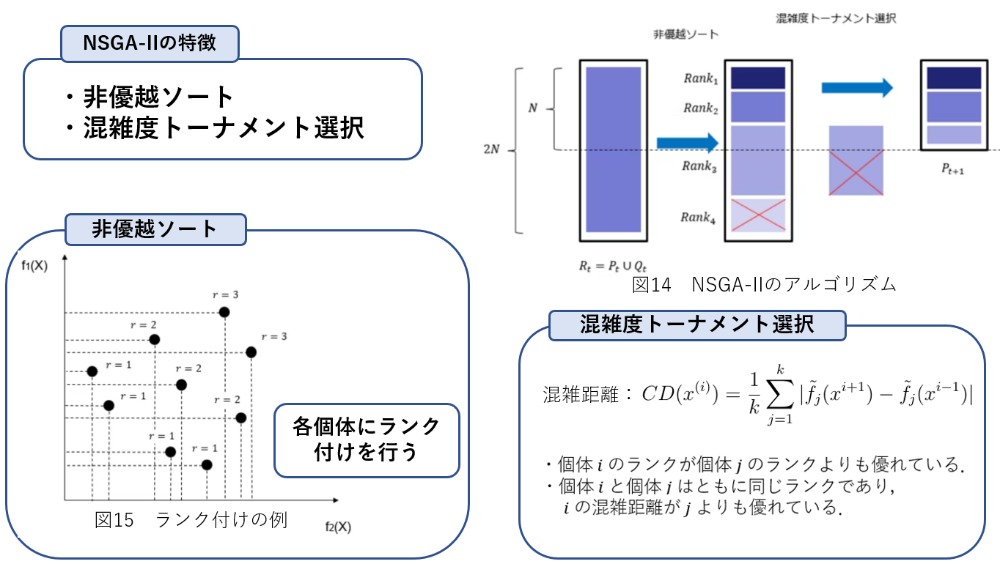 NSGA-IIの特徴
・非優越ソート
・混雑度トーナメント選択
混雑度トーナメント選択
非優越ソート
Rank₁
Rank₂
N
2N
Rank₃
Rank₄
Pₜ₊₁
Rₜ = Pₜ ∪ Qₜ
図14　NSGA-IIのアルゴリズム
非優越ソート
f₁(X)
r = 3
r = 2
r = 3
r = 1
r = 2
r = 1
r = 2
r = 1
r = 1
各個体にランク
付けを行う
図15　ランク付けの例
f₂(X)
混雑度トーナメント選択
混雑距離： CD(x^{(i)}) = \frac{1}{k} \sum_{j=1}^{k} |\tilde{f}_j(x^{i+1}) − \tilde{f}_j(x^{i−1})|
・個体 i のランクが個体 j のランクよりも優れている．
・個体 i と個体 j はともに同じランクであり，
i の混雑距離が j よりも優れている．